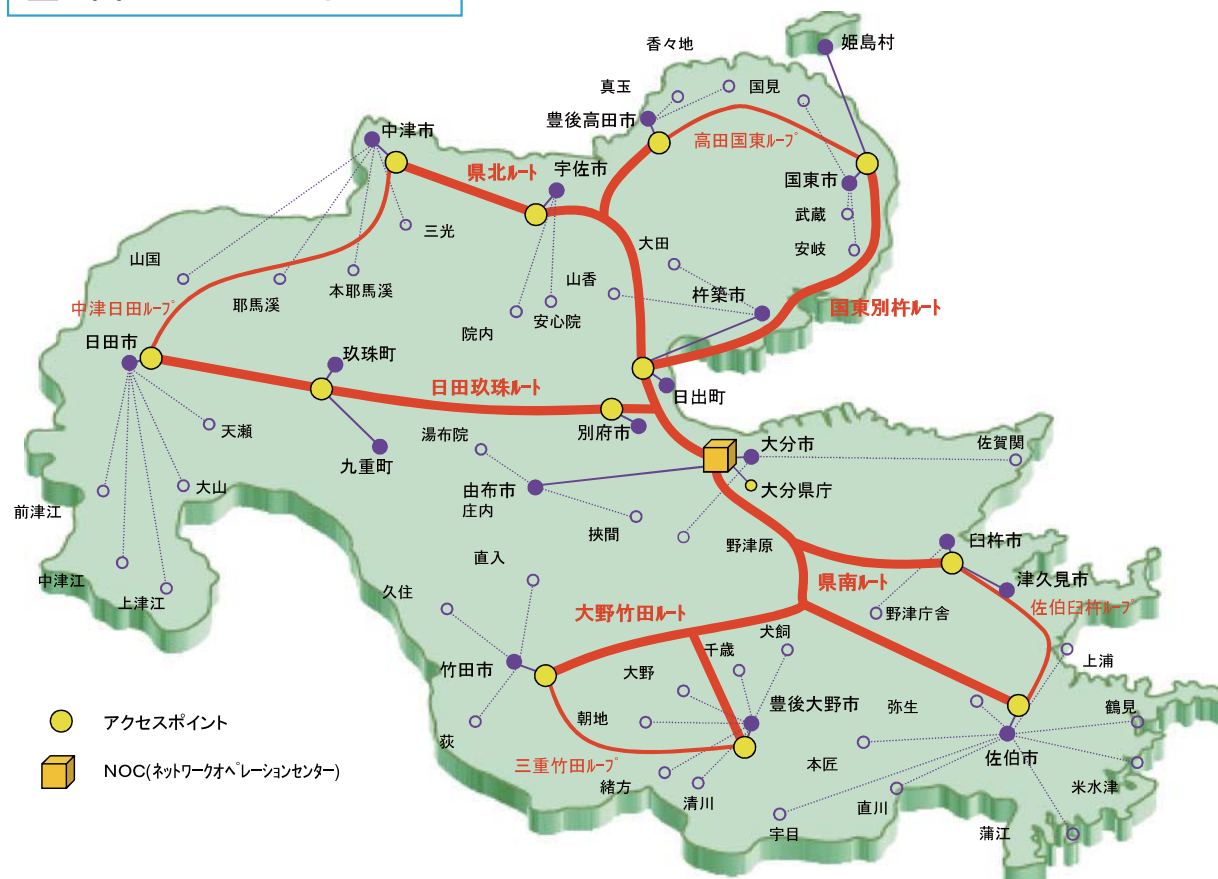 香々地
姫島村
真玉
国見
豊後高田市
中津市
高田国東ﾙｰﾌﾟ
県北ﾙｰﾄ
宇佐市
国東市
武蔵
三光
大田
安岐
山国
山香
耶馬溪
本耶馬溪
杵築市
中津日田ﾙｰﾌﾟ
国東別杵ﾙｰﾄ
院内
安心院
日田市
玖珠町
日田玖珠ﾙｰﾄ
日出町
天瀬
湯布院
別府市
大分市
佐賀関
九重町
大山
由布市
庄内
大分県庁
前津江
挾間
野津原
臼杵市
直入
中津江
久住
県南ﾙｰﾄ
津久見市
上津江
大野竹田ﾙｰﾄ
野津庁舎
佐伯臼杵ﾙｰﾌﾟ
犬飼
千歳
上浦
竹田市
大野
豊後大野市
弥生
鶴見
アクセスポイント
朝地
荻
佐伯市
三重竹田ﾙｰﾌﾟ
本匠
NOC(ﾈｯﾄﾜｰｸｵﾍﾟﾚｰｼｮﾝｾﾝﾀｰ)
緒方
米水津
清川
直川
宇目
蒲江